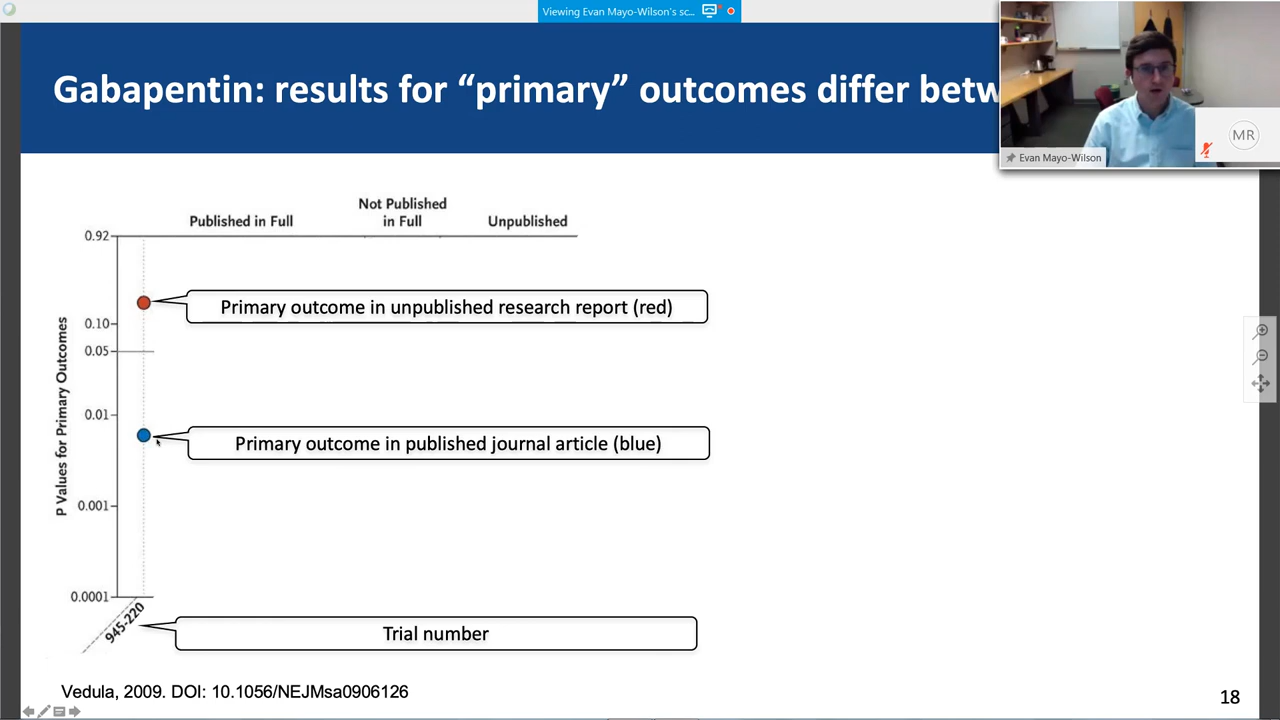 Viewing Evan Mayo-Wilson's sc...
Gabapentin: results for “primary” outcomes differ betw
MR
Evan Mayo-Wilson
Not Published
Published in Full in Full Unpublished
0.92
Primary outcome in unpublished research report (red)
0.10
0.05
P Values for Primary Outcomes
0.01
Primary outcome in published journal article (blue)
0.001
0.0001
945-220
Trial number
Vedula, 2009. DOI: 10.1056/NEJMsa0906126
18